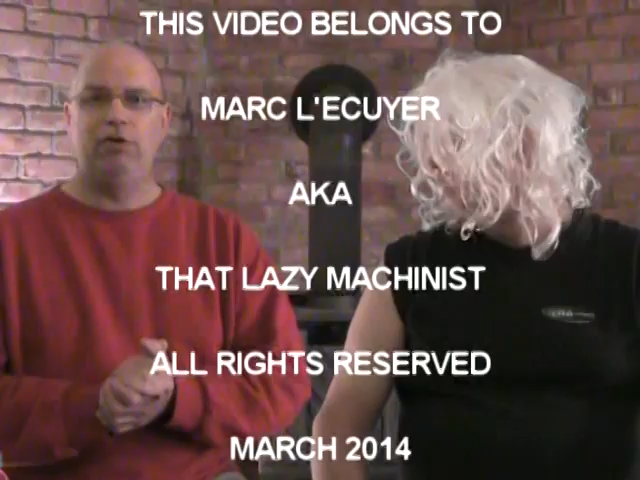 THIS VIDEO BELONGS TO
MARC L'ECUYER
AKA
THAT LAZY MACHINIST
ALL RIGHTS RESERVED
MARCH 2014